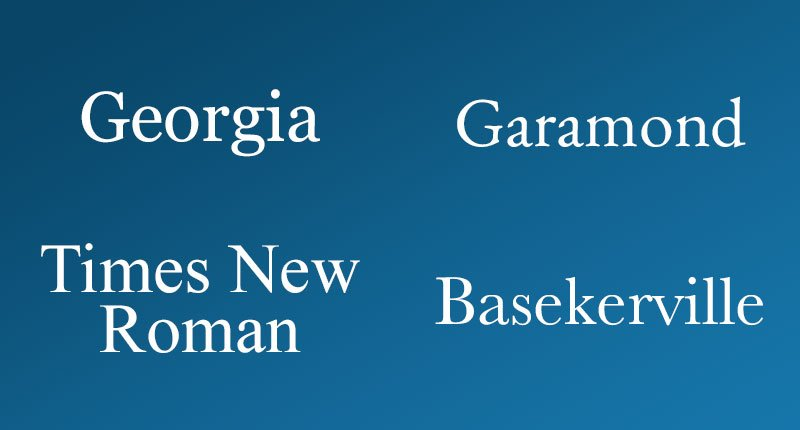 Georgia
Garamond
Times New
Roman
Basekerville